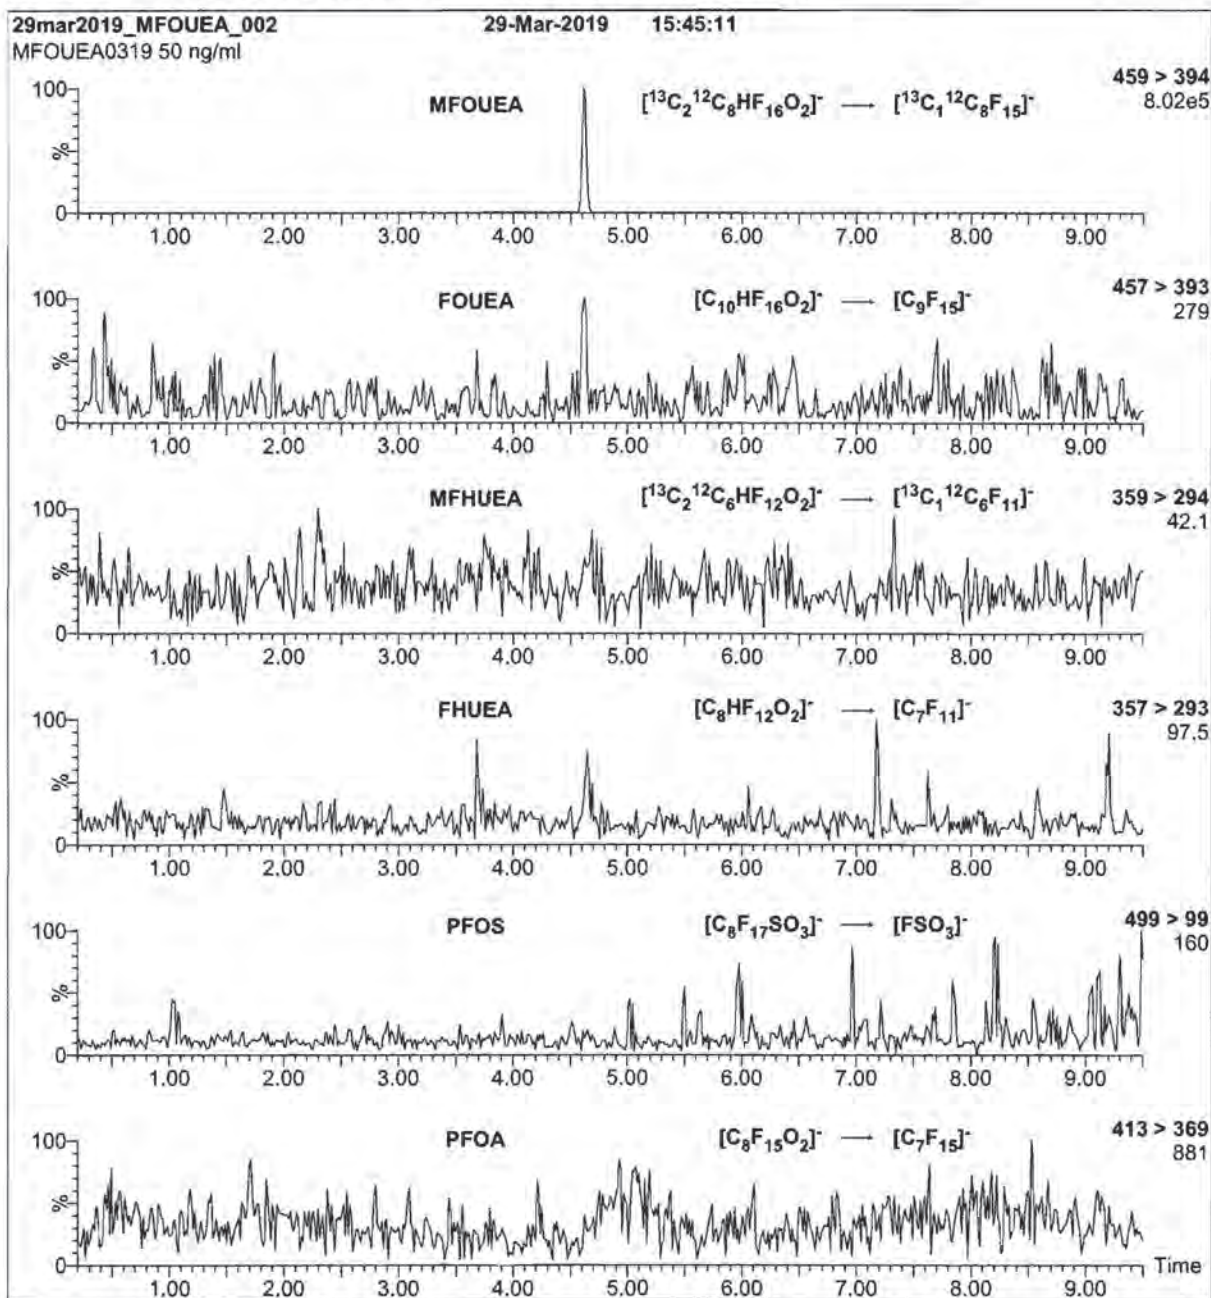 29mar2019_MFOUEA_002 29-Mar-2019 15:45:11
MFOUEA0319 50 ng/ml
459 > 394
8.02e5
MFOUEA [¹³C₂¹²C₈HF₁₆O₂]⁻ → [¹³C₁¹²C₈F₁₅]⁻
100
%
0
1.00 2.00 3.00 4.00 5.00 6.00 7.00 8.00 9.00
457 > 393
279
FOUEA [C₁₀HF₁₆O₂]⁻ → [C₉F₁₅]⁻
100
%
0
1.00 2.00 3.00 4.00 5.00 6.00 7.00 8.00 9.00
359 > 294
42.1
MFHUEA [¹³C₂¹²C₆HF₁₂O₂]⁻ → [¹³C₁¹²C₆F₁₁]⁻
100
%
0
1.00 2.00 3.00 4.00 5.00 6.00 7.00 8.00 9.00
357 > 293
97.5
FHUEA [C₈HF₁₂O₂]⁻ → [C₇F₁₁]⁻
100
%
0
1.00 2.00 3.00 4.00 5.00 6.00 7.00 8.00 9.00
499 > 99
160
PFOS [C₈F₁₇SO₃]⁻ → [FSO₃]⁻
100
%
0
1.00 2.00 3.00 4.00 5.00 6.00 7.00 8.00 9.00
413 > 369
881
PFOA [C₈F₁₅O₂]⁻ → [C₇F₁₅]⁻
100
%
0
Time
1.00 2.00 3.00 4.00 5.00 6.00 7.00 8.00 9.00